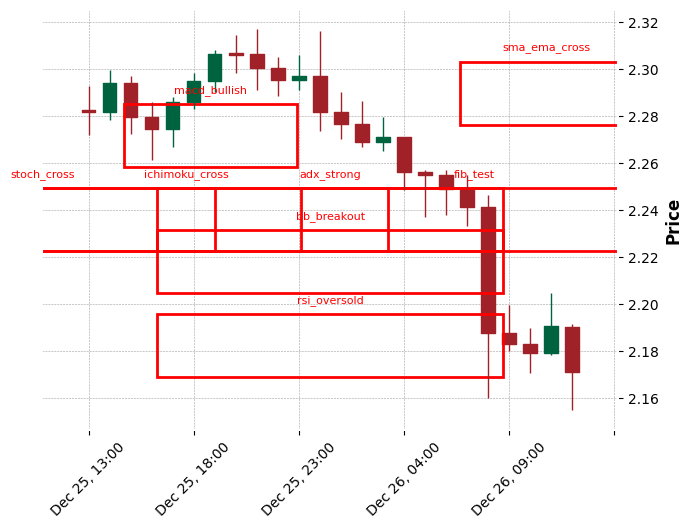 2.32
sma_ema_cross
2.30
macd_bullish
2.28
2.26
stoch_cross ichimoku_cross adx_strong fib_test
2.24
bb_breakout
Price
2.22
rsi_oversold
2.20
2.18
2.16
Dec 25, 13:00
Dec 25, 18:00
Dec 25, 23:00
Dec 26, 04:00
Dec 26, 09:00